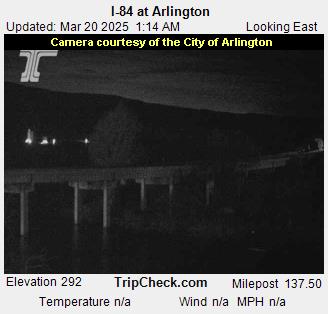 I-84 at Arlington
Updated: Mar 20 2025 1:14 AM Looking East
Camera courtesy of the City of Arlington
Elevation 292 TripCheck.com Milepost 137.50
Temperature n/a Wind n/a MPH n/a